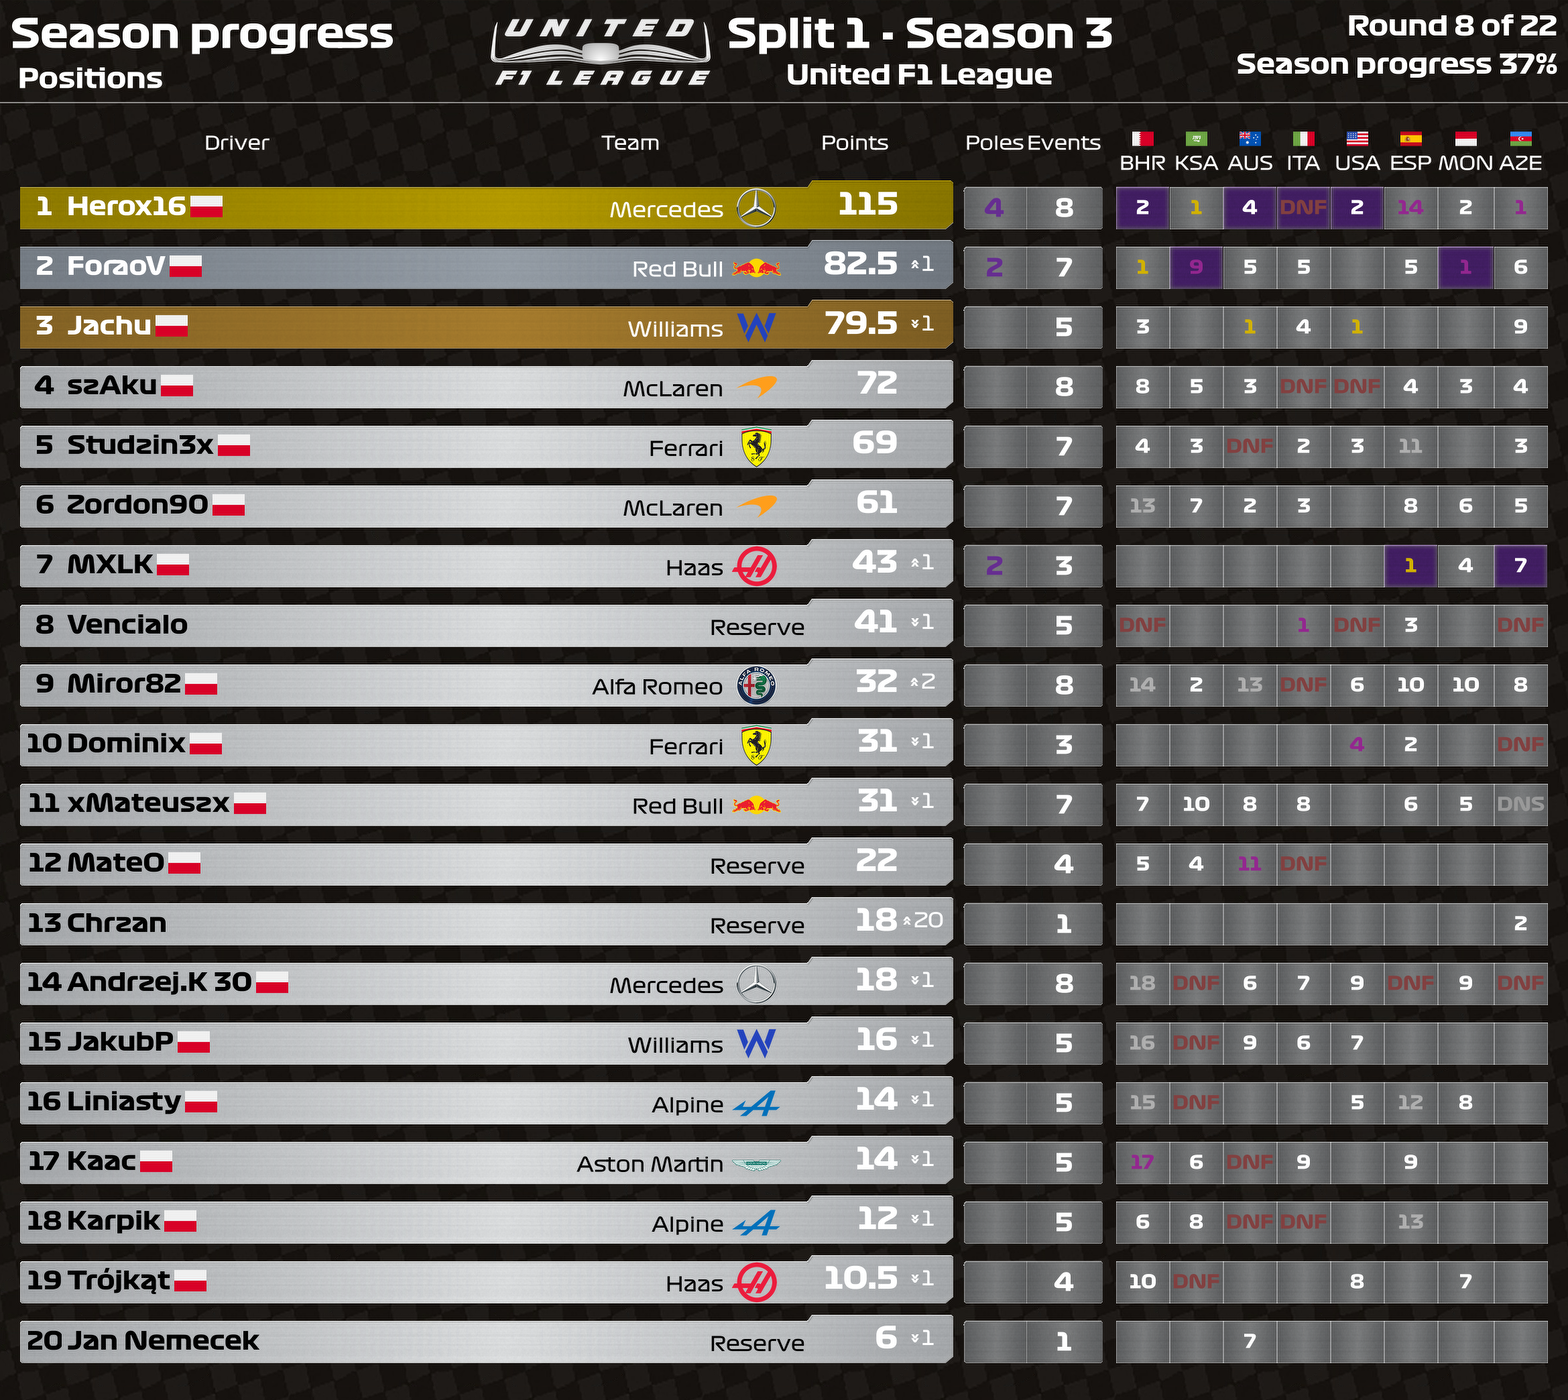 Season progress
Positions
UNITED
F1 LEAGUE
Split 1 - Season 3
United F1 League
Round 8 of 22
Season progress 37%
Driver Team Points Poles Events BHR KSA AUS ITA USA ESP MON AZE
1 Herox16 Mercedes 115 4 8 2 1 4 DNF 2 14 2 1
2 ForaoV Red Bull 82.5 1 2 7 1 9 5 5 5 1 6
3 Jachu Williams 79.5 1 5 3 1 4 1 9
4 szAku McLaren 72 8 8 5 3 DNF DNF 4 3 4
5 Studzin3x Ferrari 69 7 4 3 DNF 2 3 11 3
6 Zordon90 McLaren 61 7 13 7 2 3 8 6 5
7 MXLK Haas 43 1 2 3 1 4 7
8 Vencialo Reserve 41 1 5 DNF 1 DNF 3 DNF
9 Miror82 Alfa Romeo 32 2 8 14 2 13 DNF 6 10 10 8
10 Dominix Ferrari 31 1 3 4 2 DNF
11 xMateuszx Red Bull 31 1 7 7 10 8 8 6 5 DNS
12 MateO Reserve 22 4 5 4 11 DNF
13 Chrzan Reserve 18 20 1 2
14 Andrzej.K 30 Mercedes 18 1 8 18 DNF 6 7 9 DNF 9 DNF
15 JakubP Williams 16 1 5 16 DNF 9 6 7
16 Liniasty Alpine 14 1 5 15 DNF 5 12 8
17 Kaac Aston Martin 14 1 5 17 6 DNF 9 9
18 Karpik Alpine 12 1 5 6 8 DNF DNF 13
19 Trójkąt Haas 10.5 1 4 10 DNF 8 7
20 Jan Nemecek Reserve 6 1 1 7